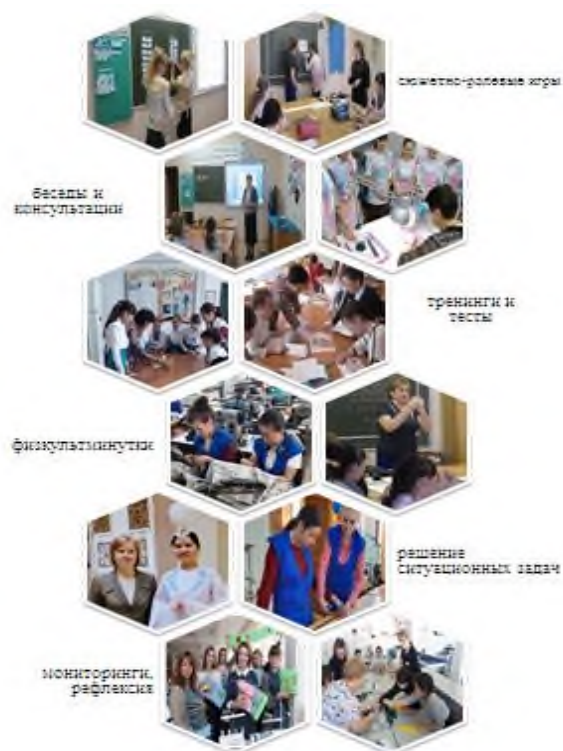 сюжетно-ролевые игры
беседы и
консультации
тренинги и
тесты
физкультминутки
решение
ситуационных задач
мониторинги,
рефлексия